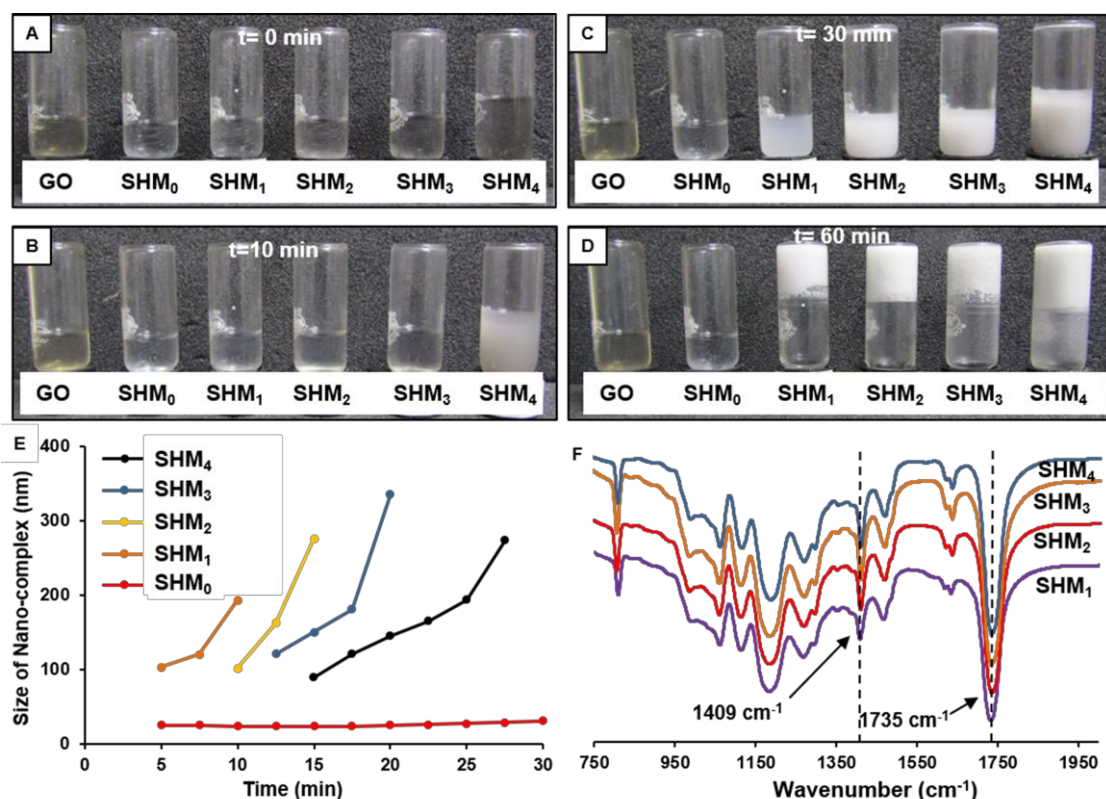 A
t= 0 min
GO SHM₀ SHM₁ SHM₂ SHM₃ SHM₄
B
t=10 min
GO SHM₀ SHM₁ SHM₂ SHM₃ SHM₄
C
t= 30 min
GO SHM₀ SHM₁ SHM₂ SHM₃ SHM₄
D
t= 60 min
GO SHM₀ SHM₁ SHM₂ SHM₃ SHM₄
E
Size of Nano-complex (nm)
400
300
200
100
0
SHM₄
SHM₃
SHM₂
SHM₁
SHM₀
0 5 10 15 20 25 30
Time (min)
F
SHM₄
SHM₃
SHM₂
SHM₁
1409 cm⁻¹
1735 cm⁻¹
750 950 1150 1350 1550 1750 1950
Wavenumber (cm⁻¹)